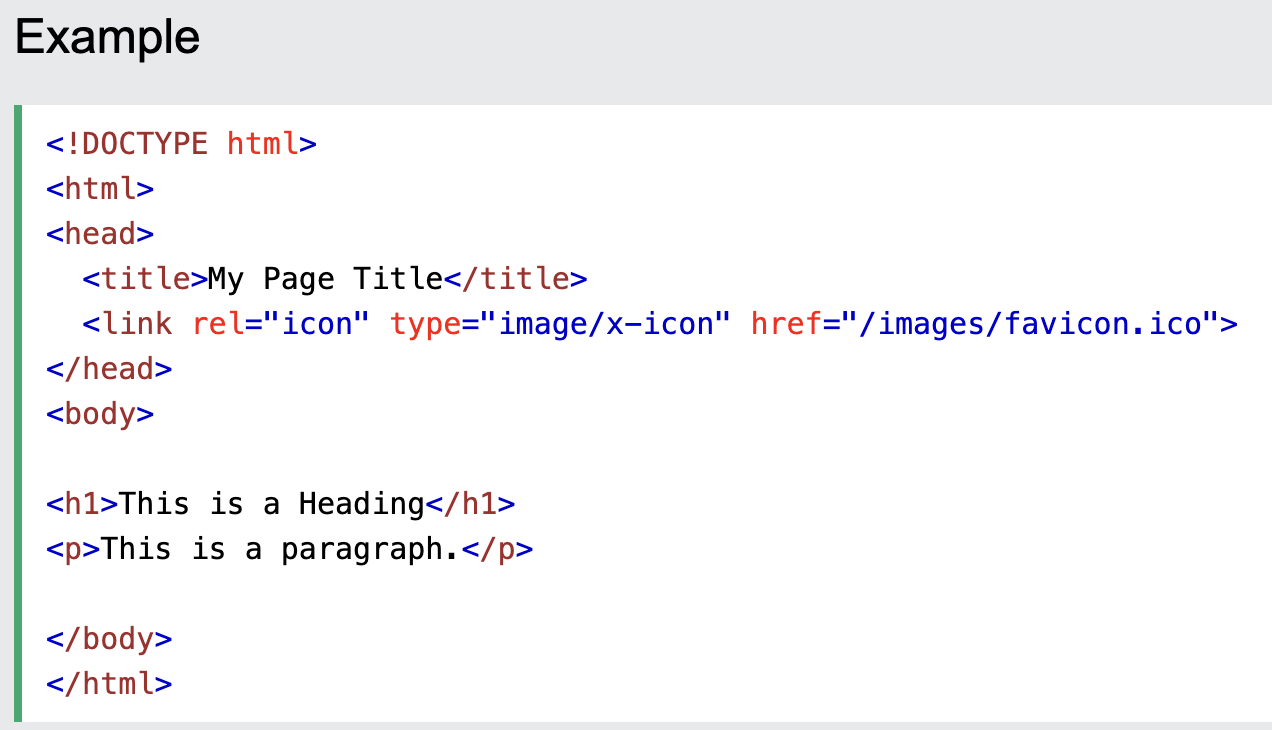 Example
<!DOCTYPE html>
<html>
<head>
  <title>My Page Title</title>
  <link rel="icon" type="image/x-icon" href="/images/favicon.ico">
</head>
<body>

<h1>This is a Heading</h1>
<p>This is a paragraph.</p>

</body>
</html>